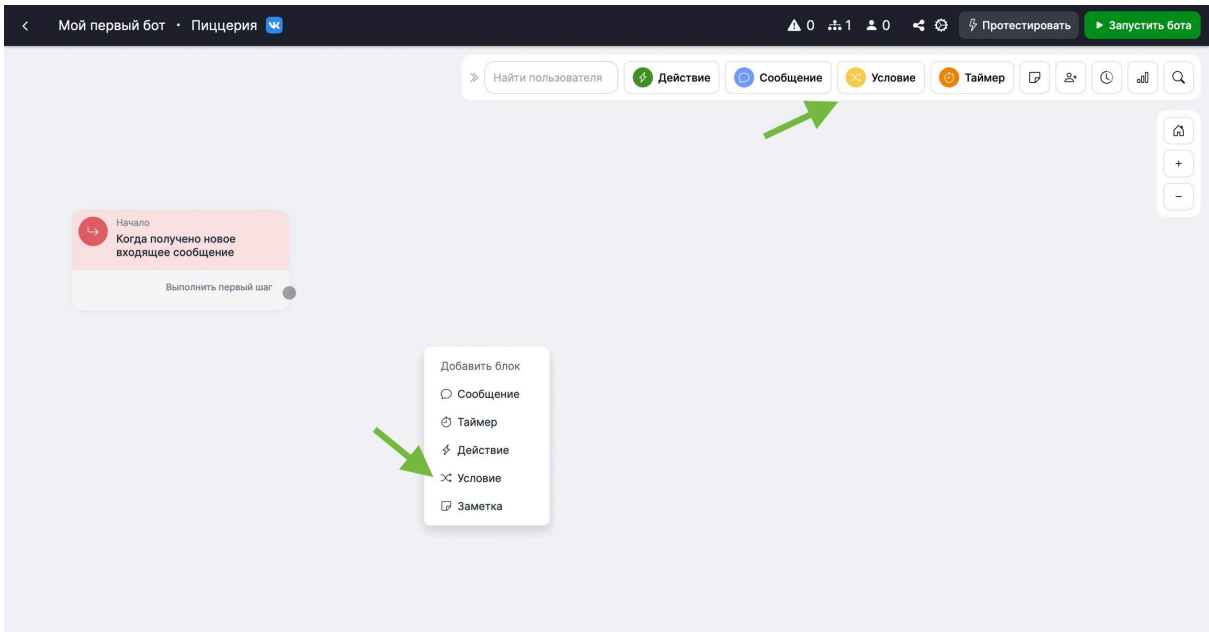 Мой первый бот · Пиццерия
0 1 0 Протестировать Запустить бота
Найти пользователя Действие Сообщение Условие Таймер
Начало
Когда получено новое
входящее сообщение
Выполнить первый шаг
Добавить блок
Сообщение
Таймер
Действие
Условие
Заметка